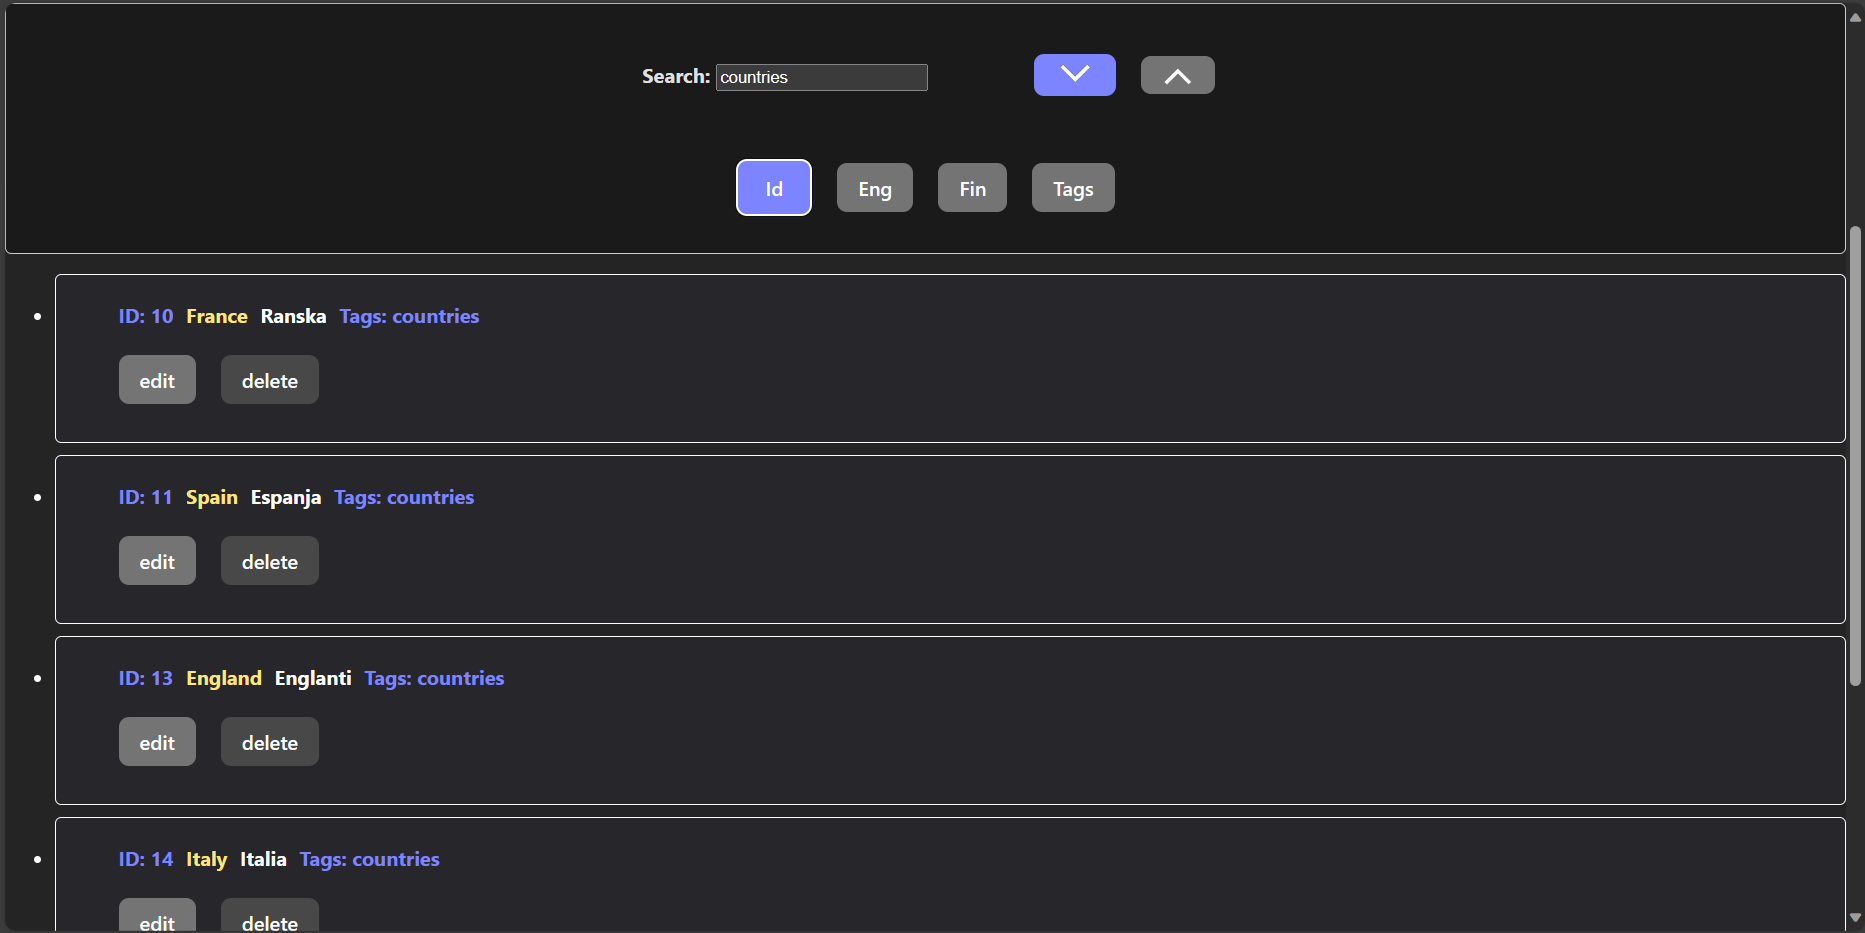 Search: countries
Id Eng Fin Tags
ID: 10 France Ranska Tags: countries
edit delete
ID: 11 Spain Espanja Tags: countries
edit delete
ID: 13 England Englanti Tags: countries
edit delete
ID: 14 Italy Italia Tags: countries
edit delete